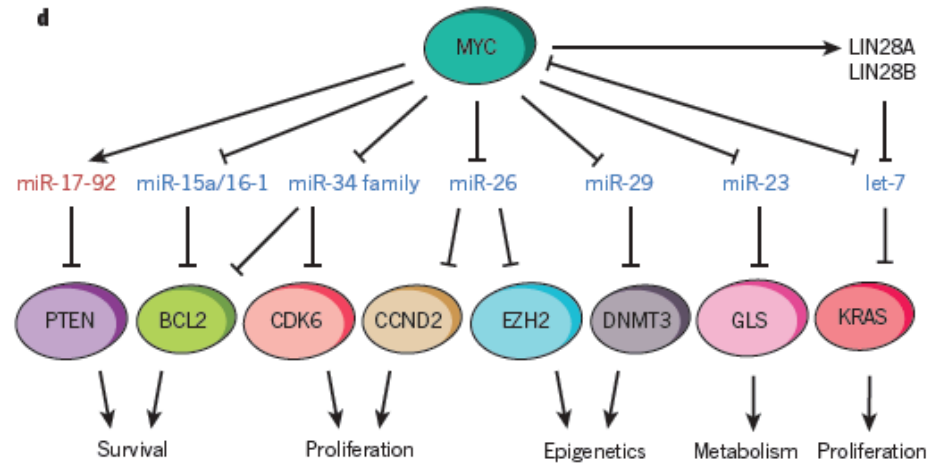 d
MYC
LIN28A
LIN28B
miR-17-92 miR-15a/16-1 miR-34 family miR-26 miR-29 miR-23 let-7
PTEN BCL2 CDK6 CCND2 EZH2 DNMT3 GLS KRAS
Survival Proliferation Epigenetics Metabolism Proliferation